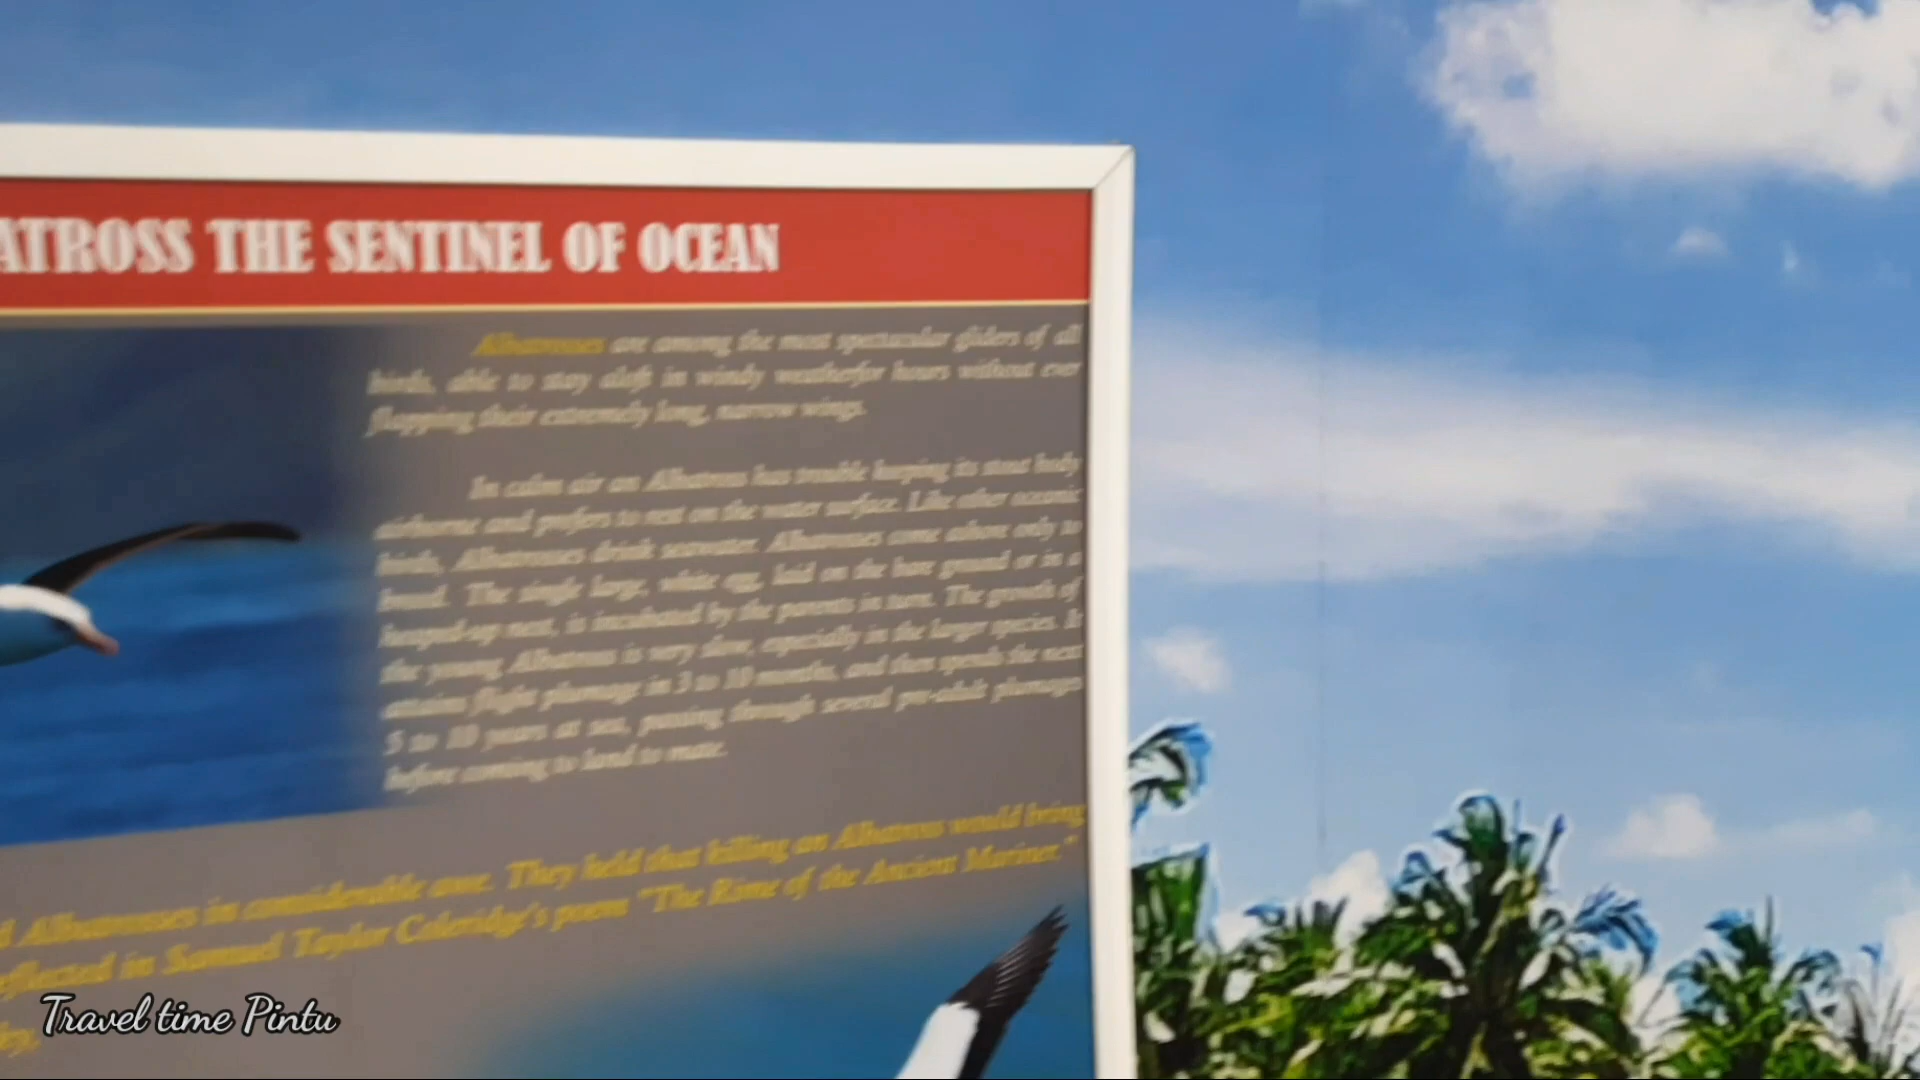 ATROSS THE SENTINEL OF OCEAN
Albatrosses are among the most spectacular gliders of all
birds, able to stay aloft in windy weatherfor hours without ever
flapping their extremely long, narrow wings.
In calm air an Albatross has trouble keeping its stout body
airborne and prefers to rest on the water surface. Like other oceanic
birds, Albatrosses drink seawater. Albatrosses come ashore only to
breed. The single large, white egg, laid on the bare ground or in a
heaped-up nest, is incubated by the parents in turn. The growth of
the young Albatross is very slow, especially in the larger species. It
attains flight plumage in 3 to 10 months, and then spends the next
5 to 10 years at sea, passing through several pre-adult plumages
before coming to land to mate.
d Albatrosses in considerable awe. They held that killing an Albatross would bring
eflected in Samuel Taylor Coleridge's poem "The Rime of the Ancient Mariner."
Travel time Pintu